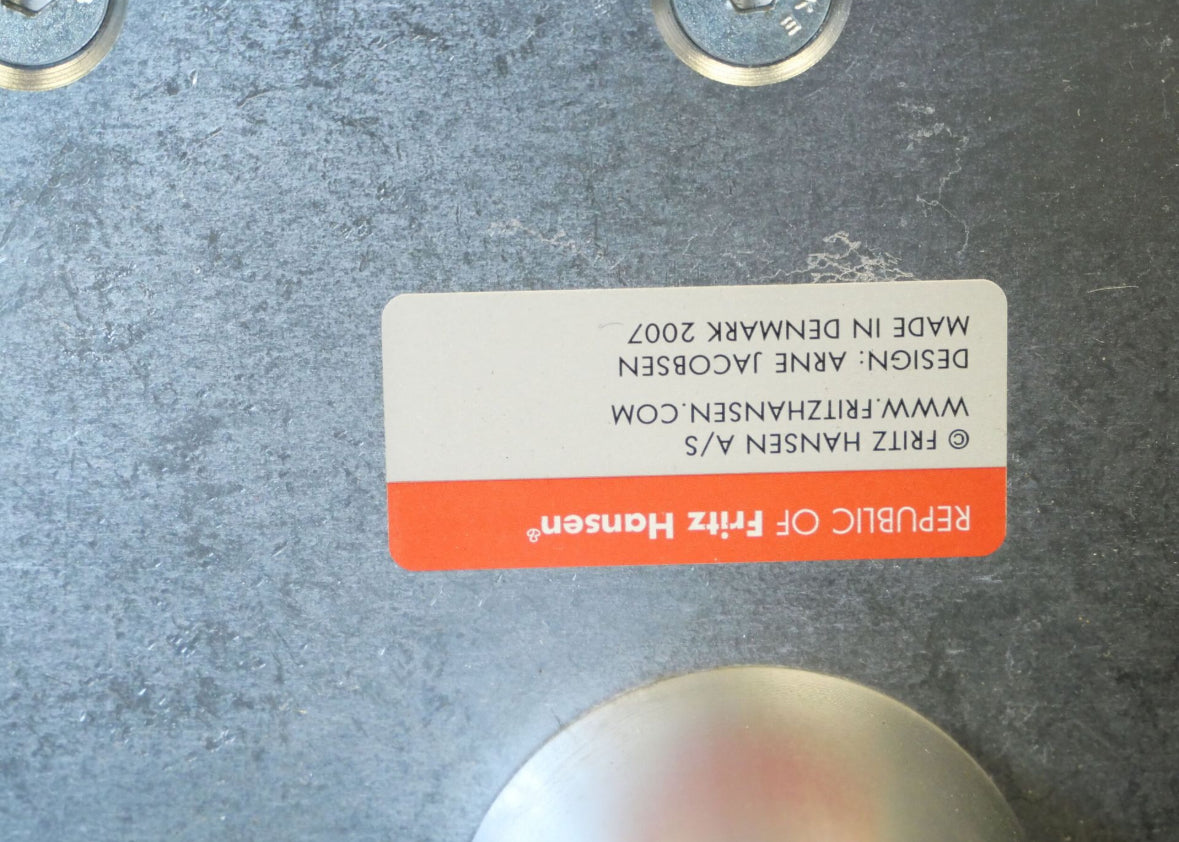 REPUBLIC OF Fritz Hansen®
© FRITZ HANSEN A/S
WWW.FRITZHANSEN.COM
DESIGN: ARNE JACOBSEN
MADE IN DENMARK 2007